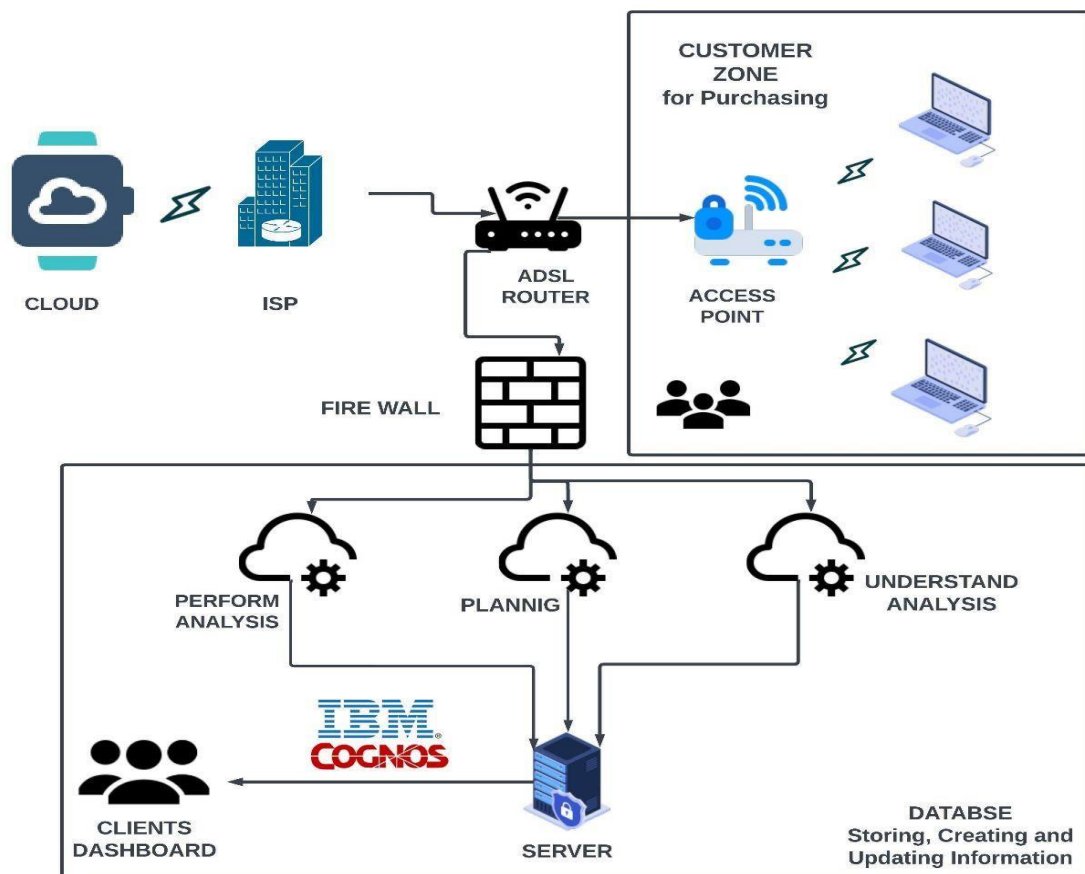 CUSTOMER
ZONE
for Purchasing
CLOUD
ISP
ADSL
ROUTER
ACCESS
POINT
FIRE WALL
PERFORM
ANALYSIS
PLANNIG
UNDERSTAND
ANALYSIS
IBM®
COGNOS
CLIENTS
DASHBOARD
SERVER
DATABSE
Storing, Creating and
Updating Information